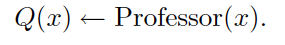 Q(x) ← Professor(x).